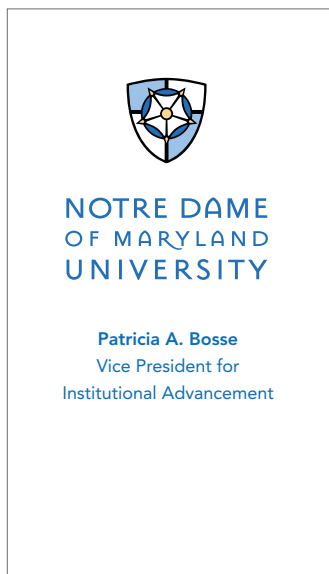 NOTRE DAME
OF MARYLAND
UNIVERSITY
Patricia A. Bosse
Vice President for
Institutional Advancement